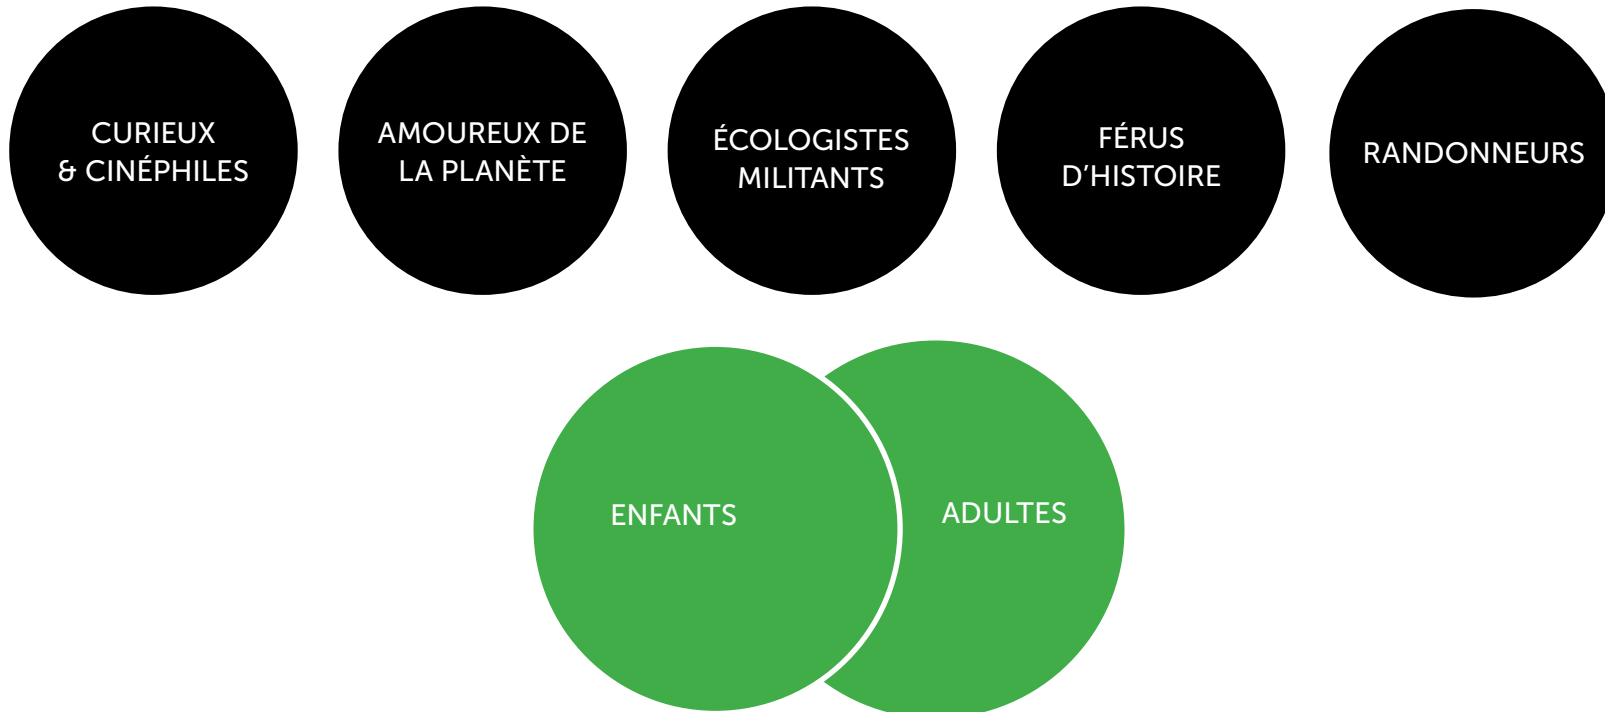 CURIEUX
& CINÉPHILES
AMOUREUX DE
LA PLANÈTE
ÉCOLOGISTES
MILITANTS
FÉRUS
D’HISTOIRE
RANDONNEURS
ENFANTS
ADULTES